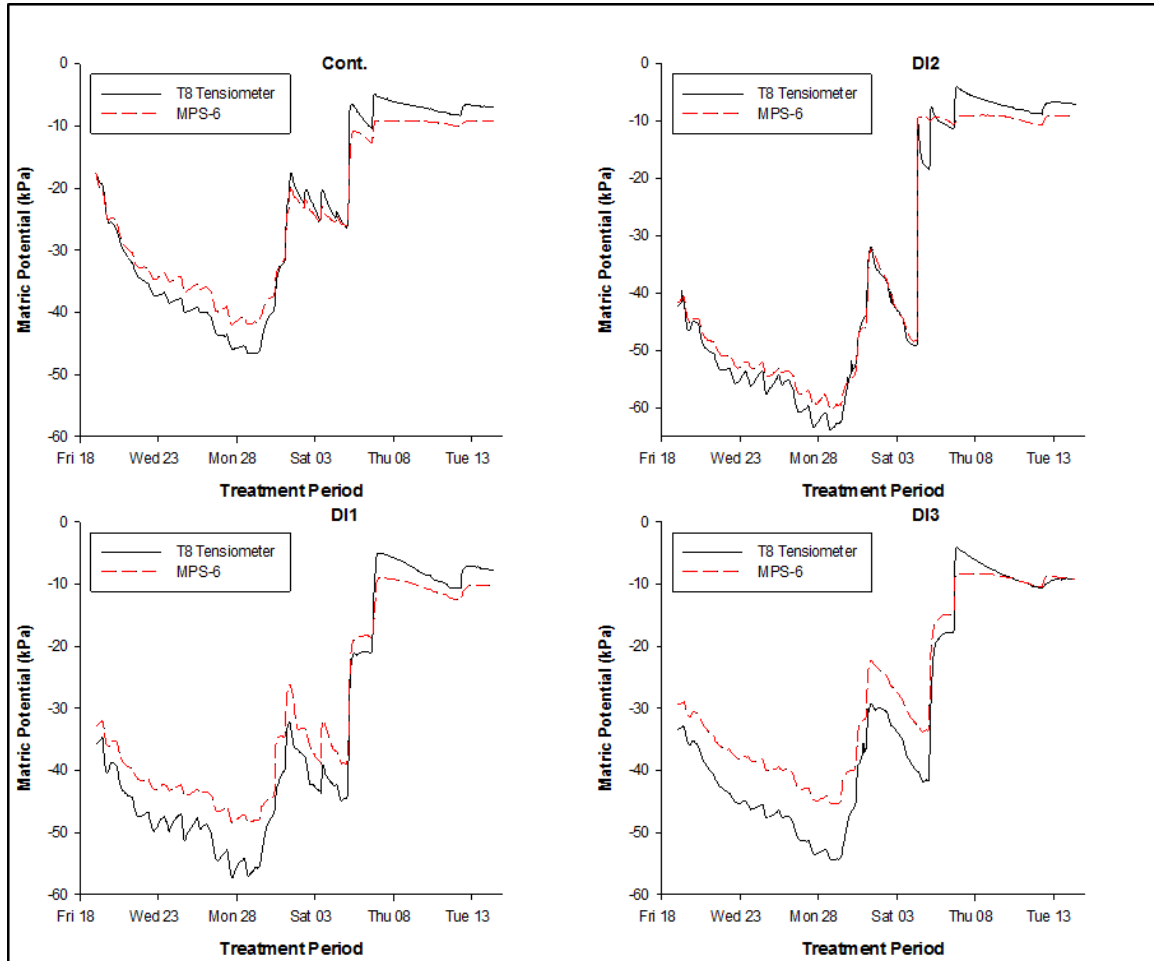 Cont.
T8 Tensiometer
MPS-6
Matric Potential (kPa)
0
-10
-20
-30
-40
-50
-60
Fri 18 Wed 23 Mon 28 Sat 03 Thu 08 Tue 13
Treatment Period
DI2
T8 Tensiometer
MPS-6
Matric Potential (kPa)
0
-10
-20
-40
-50
-60
Fri 18 Wed 23 Mon 28 Sat 03 Thu 08 Tue 13
Treatment Period
DI1
T8 Tensiometer
MPS-6
Matric Potential (kPa)
0
-10
-20
-30
-40
-50
-60
Fri 18 Wed 23 Mon 28 Sat 03 Thu 08 Tue 13
Treatment Period
DI3
T8 Tensiometer
MPS-6
Matric Potential (kPa)
0
-10
-20
-30
-40
-50
-60
Fri 18 Wed 23 Mon 28 Sat 03 Thu 08 Tue 13
Treatment Period